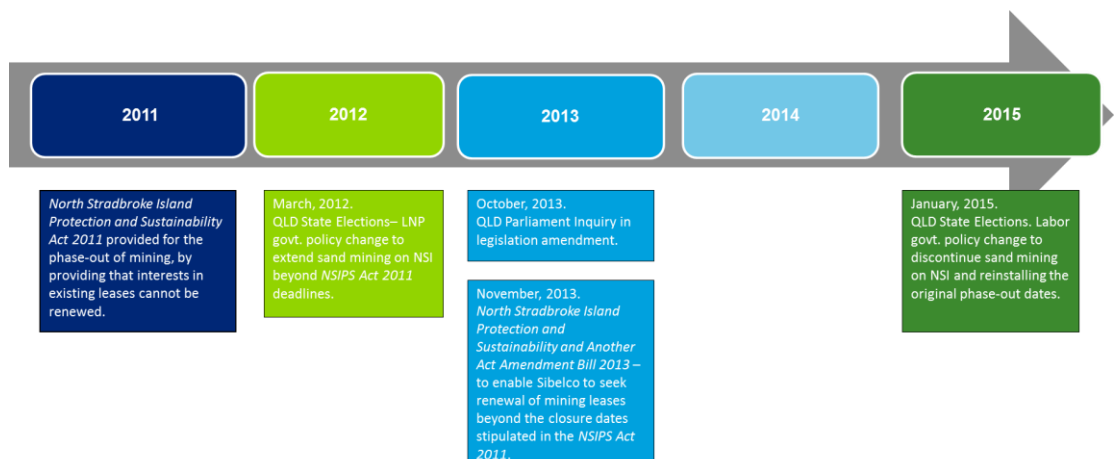 2011
2012
2013
2014
2015
North Stradbroke Island
Protection and Sustainability
Act 2011 provided for the
phase-out of mining, by
providing that interests in
existing leases cannot be
renewed.
March, 2012.
QLD State Elections– LNP
govt. policy change to
extend sand mining on NSI
beyond NSIPS Act 2011
deadlines.
October, 2013.
QLD Parliament Inquiry in
legislation amendment.
November, 2013.
North Stradbroke Island
Protection and
Sustainability and Another
Act Amendment Bill 2013 –
to enable Sibelco to seek
renewal of mining leases
beyond the closure dates
stipulated in the NSIPS Act
2011.
January, 2015.
QLD State Elections. Labor
govt. policy change to
discontinue sand mining
on NSI and reinstalling the
original phase-out dates.